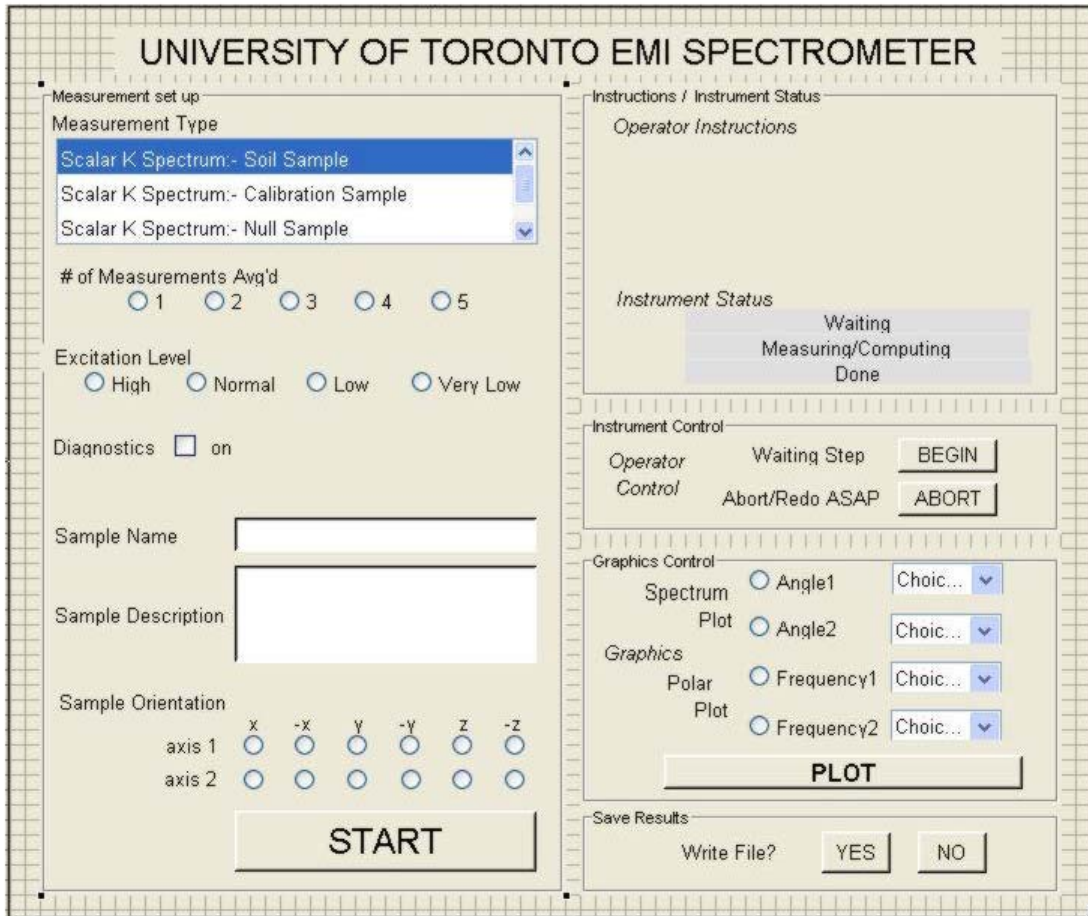 UNIVERSITY OF TORONTO EMI SPECTROMETER
Measurement set up
Measurement Type
Scalar K Spectrum:- Soil Sample
Scalar K Spectrum:- Calibration Sample
Scalar K Spectrum:- Null Sample
# of Measurements Avg'd
1 2 3 4 5
Excitation Level
High Normal Low Very Low
Diagnostics on
Sample Name
Sample Description
Sample Orientation
x -x y -y z -z
axis 1
axis 2
START
Instructions / Instrument Status
Operator Instructions
Instrument Status
Waiting
Measuring/Computing
Done
Instrument Control
Operator
Control
Waiting Step BEGIN
Abort/Redo ASAP ABORT
Graphics Control
Spectrum
Plot
Angle1 Choic...
Angle2 Choic...
Graphics
Polar
Plot
Frequency1 Choic...
Frequency2 Choic...
PLOT
Save Results
Write File? YES NO